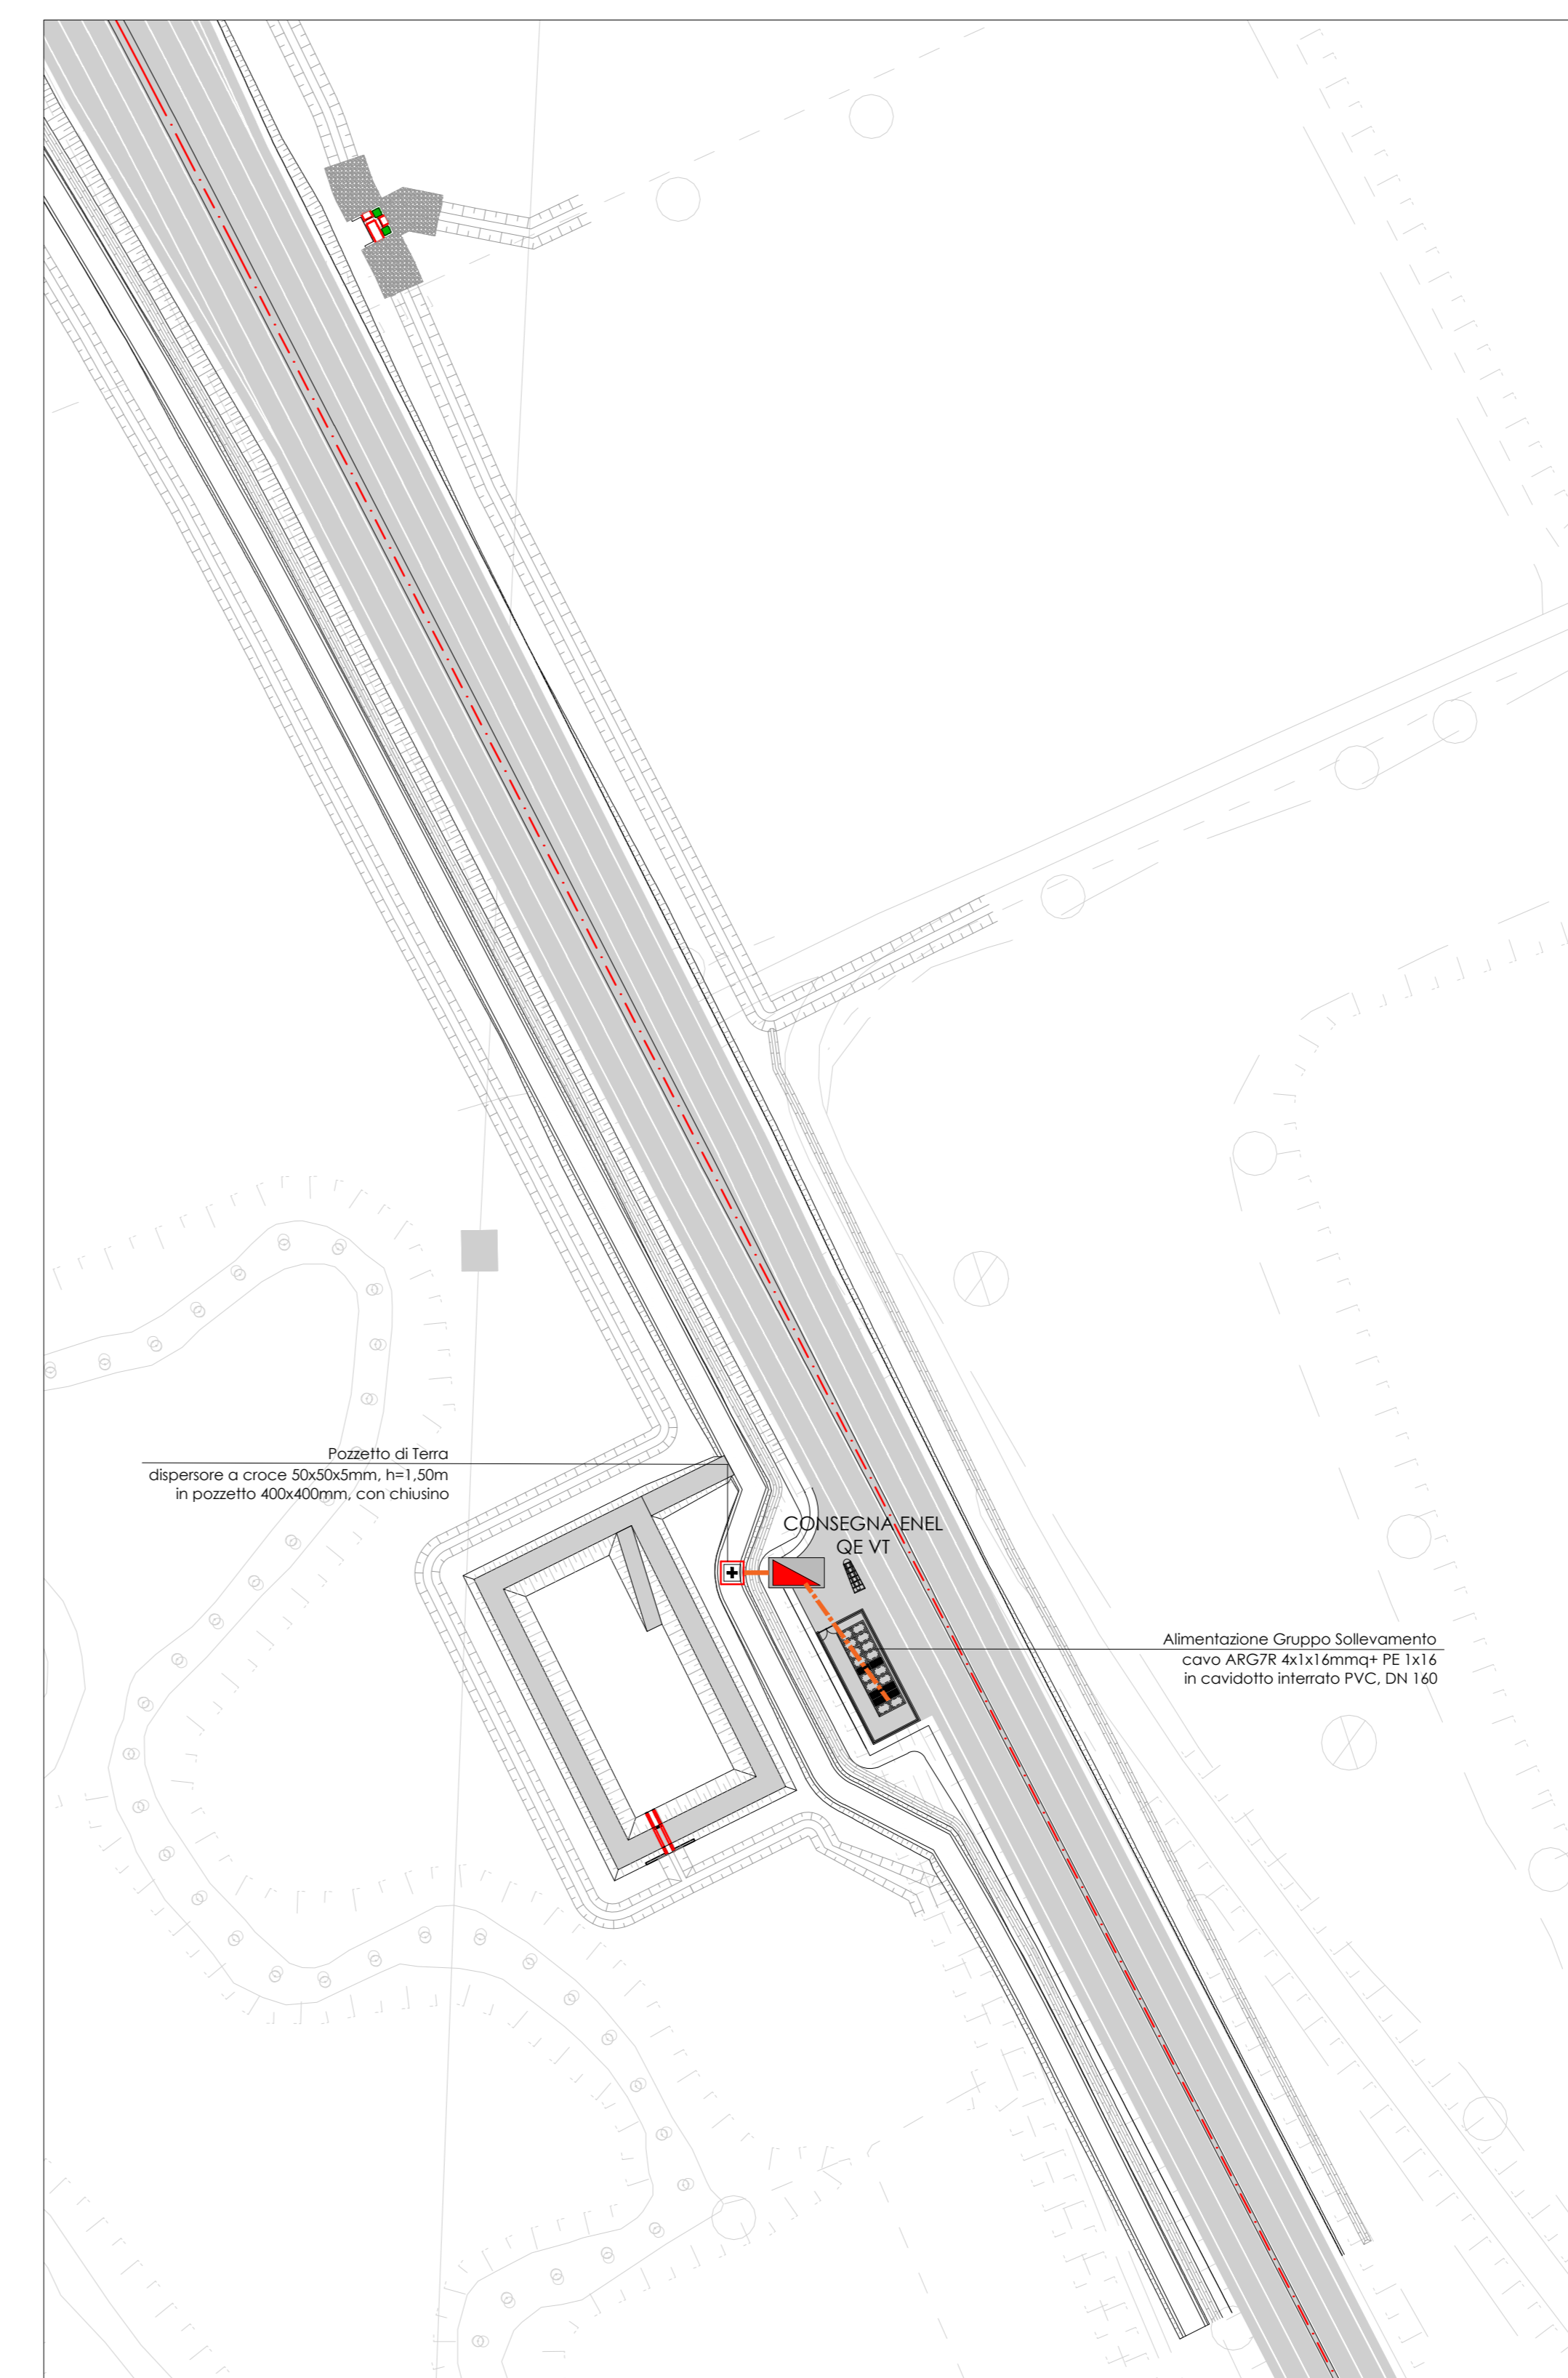 Pozzetto di Terra
dispersore a croce 50x50x5mm, h=1,50m
in pozzetto 400x400mm, con chiusino
CONSEGNA ENEL
QE VT
Alimentazione Gruppo Sollevamento
cavo ARG7R 4x1x16mmq+ PE 1x16
in cavidotto interrato PVC, DN 160